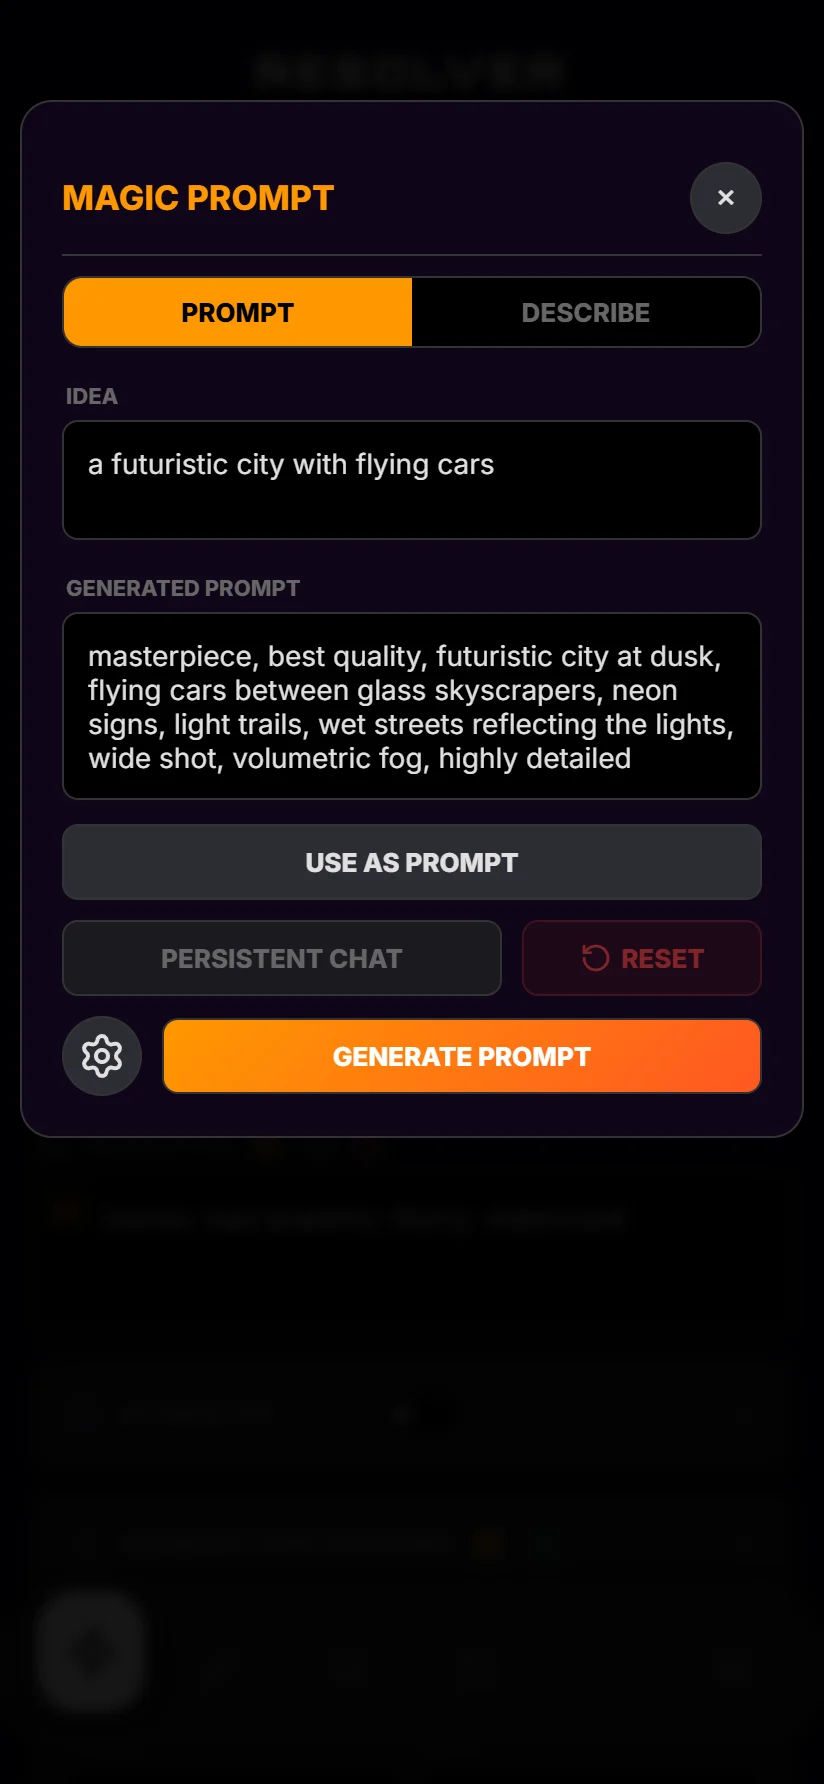 RESOLVER
MAGIC PROMPT
PROMPT
DESCRIBE
IDEA
a futuristic city with flying cars
GENERATED PROMPT
masterpiece, best quality, futuristic city at dusk,
flying cars between glass skyscrapers, neon
signs, light trails, wet streets reflecting the lights,
wide shot, volumetric fog, highly detailed
USE AS PROMPT
PERSISTENT CHAT
RESET
GENERATE PROMPT